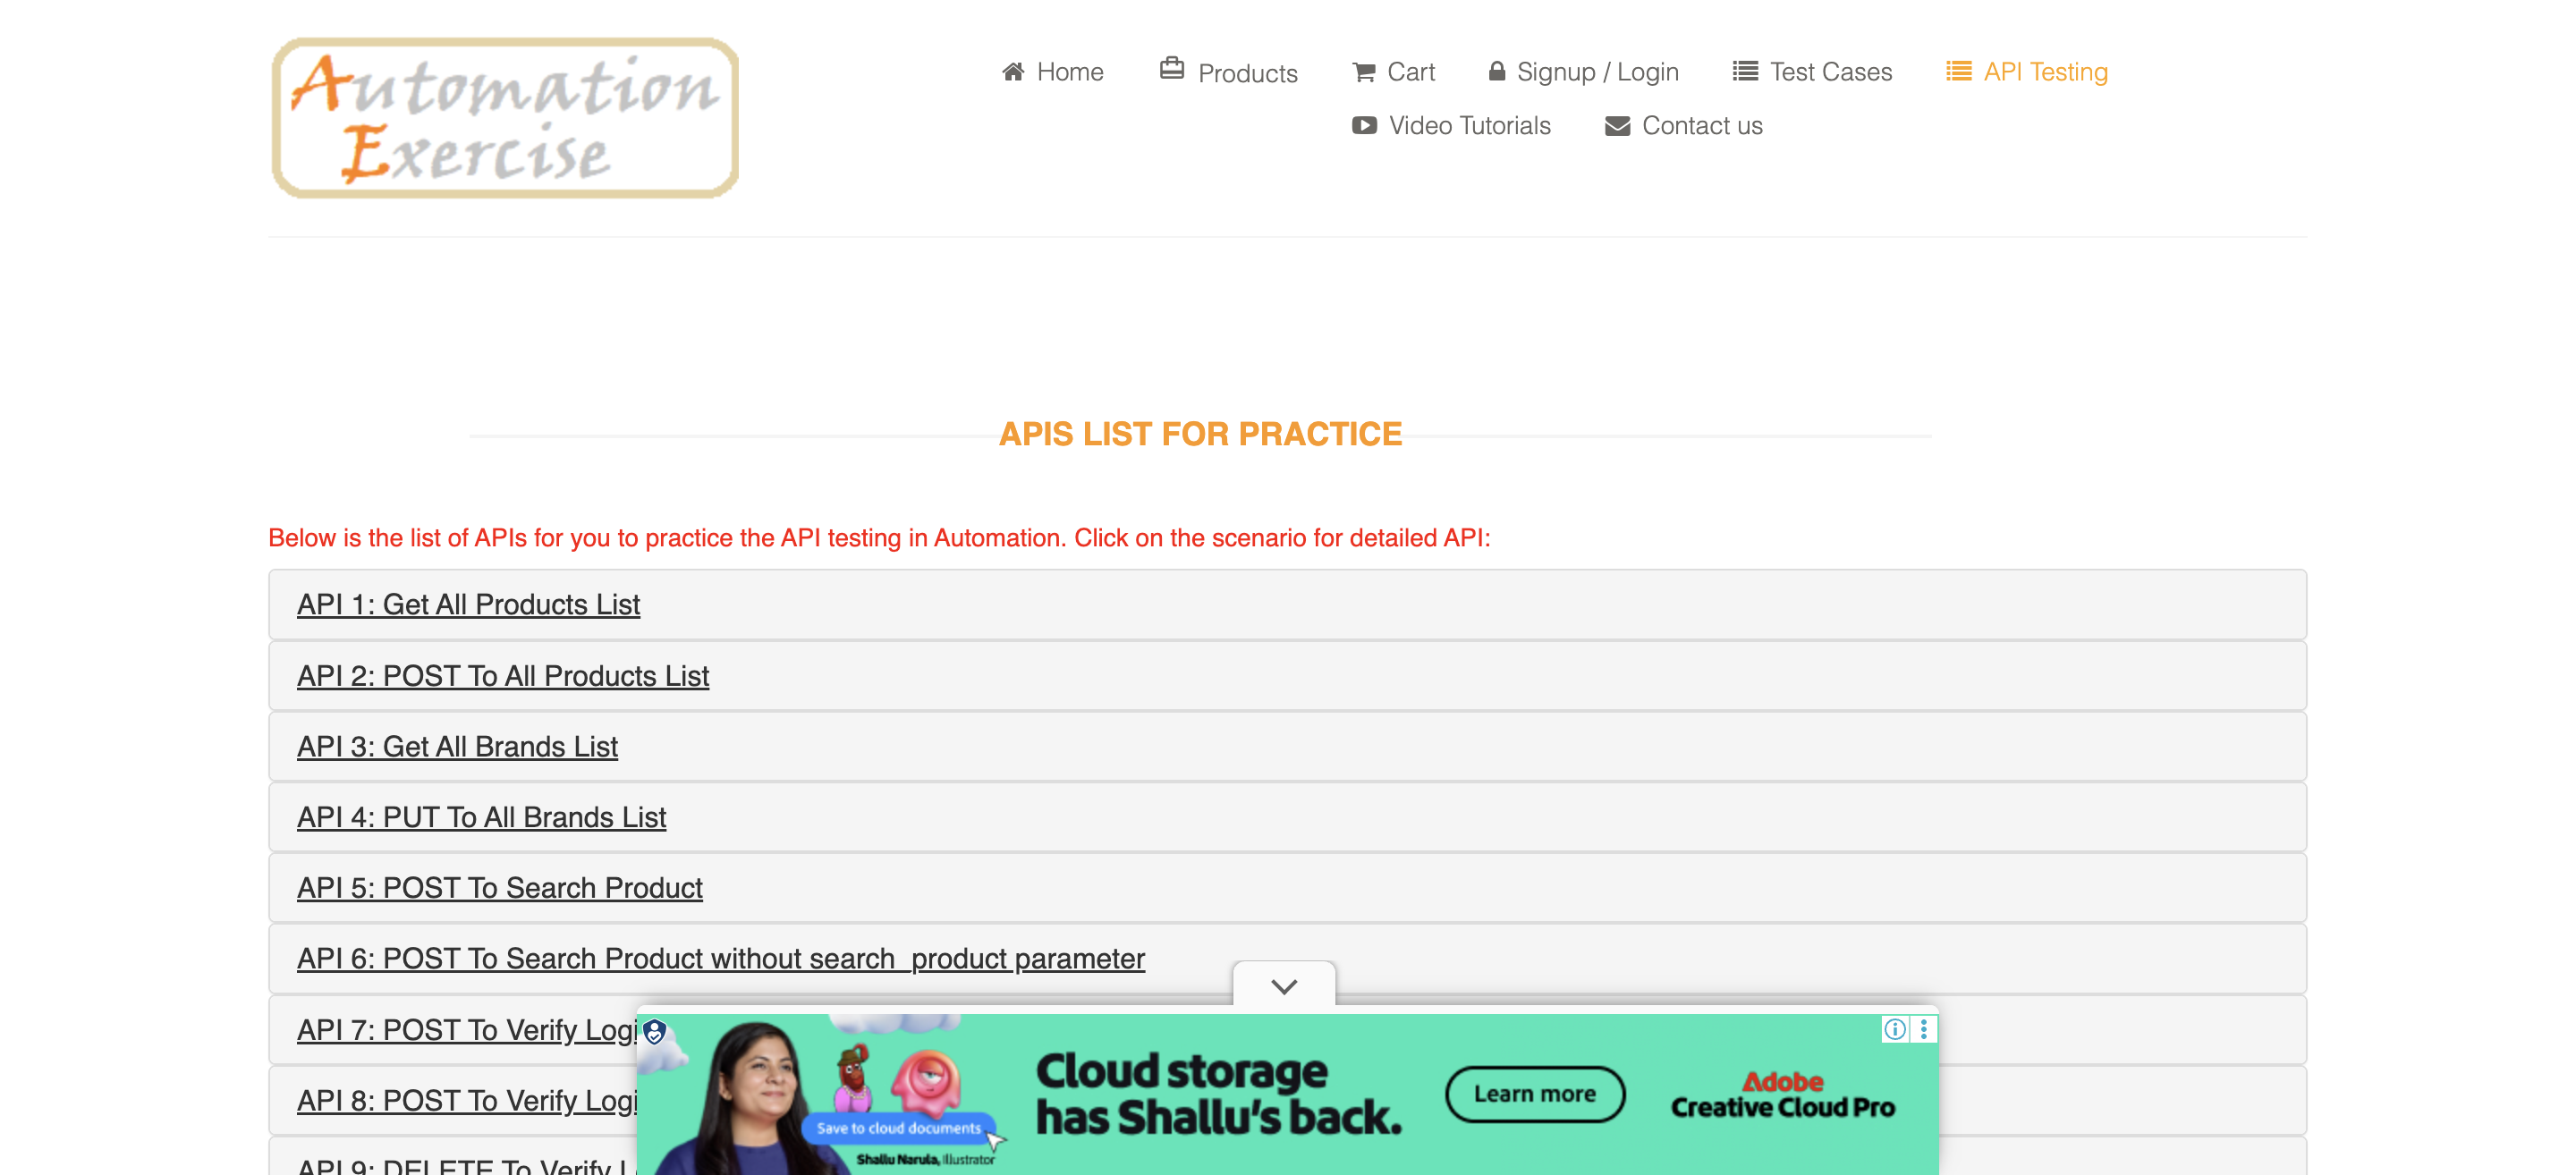 Automation
Exercise
Home Products Cart Signup / Login Test Cases API Testing
Video Tutorials Contact us
APIS LIST FOR PRACTICE
Below is the list of APIs for you to practice the API testing in Automation. Click on the scenario for detailed API:
API 1: Get All Products List
API 2: POST To All Products List
API 3: Get All Brands List
API 4: PUT To All Brands List
API 5: POST To Search Product
API 6: POST To Search Product without search_product parameter
API 7: POST To Verify Logi
API 8: POST To Verify Logi
API 9: DELETE To Verify L
Cloud storage
has Shallu's back.
Save to cloud documents
Shallu Narula, Illustrator
Learn more
Adobe
Creative Cloud Pro